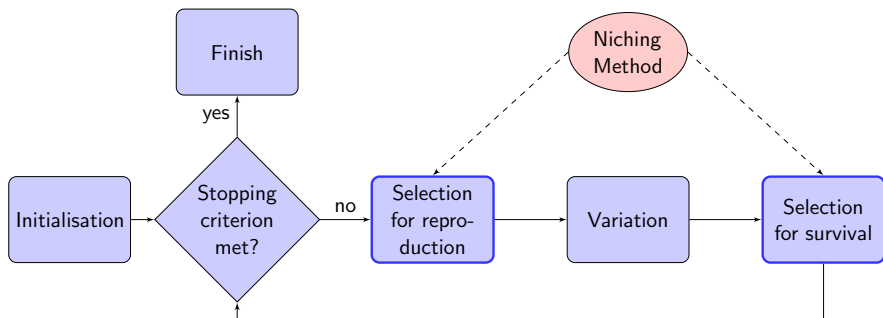 Finish
Niching
Method
yes
Initialisation
Stopping
criterion
met?
no
Selection
for repro-
duction
Variation
Selection
for survival